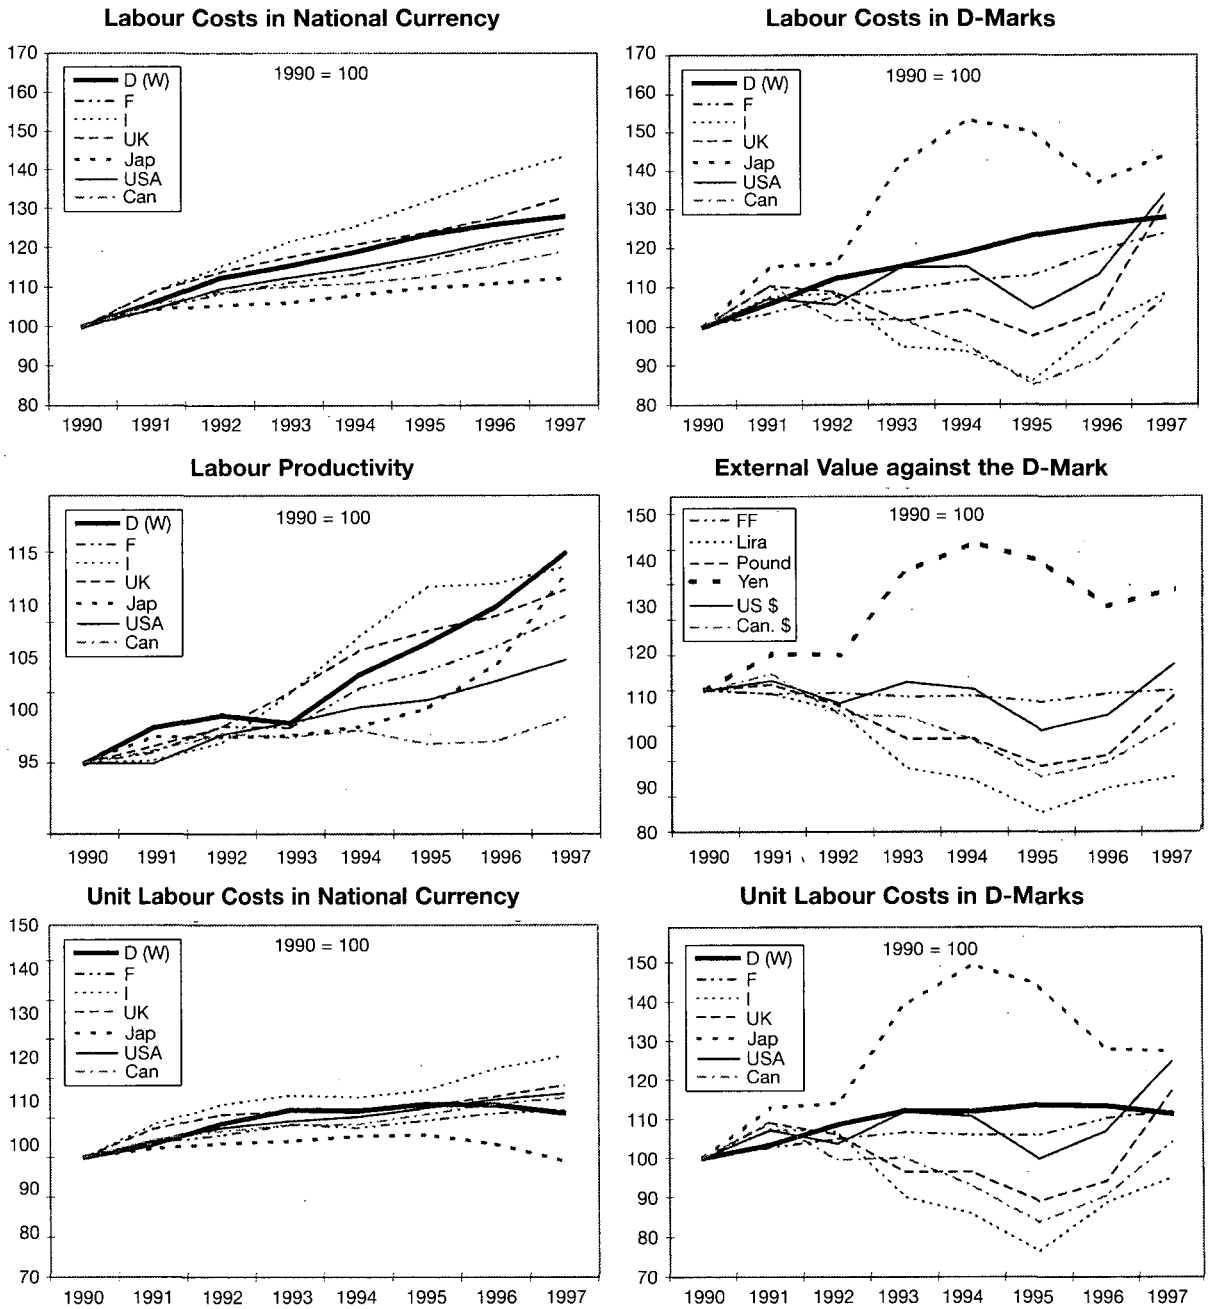 Labour Costs in National Currency
170
160
150
140
130
120
110
100
90
80
1990 = 100
D (W)
F
I
UK
Jap
USA
Can
1990 1991 1992 1993 1994 1995 1996 1997
Labour Costs in D-Marks
170
160
150
140
130
120
110
100
90
80
1990 = 100
D (W)
F
I
UK
Jap
USA
Can
1990 1991 1992 1993 1994 1995 1996 1997
Labour Productivity
115
110
105
100
95
1990 = 100
D (W)
F
I
UK
Jap
USA
Can
1990 1991 1992 1993 1994 1995 1996 1997
External Value against the D-Mark
150
140
130
120
110
100
90
80
1990 = 100
FF
Lira
Pound
Yen
US $
Can. $
1990 1991 1992 1993 1994 1995 1996 1997
Unit Labour Costs in National Currency
150
140
130
120
110
100
90
80
70
1990 = 100
D (W)
F
I
UK
Jap
USA
Can
1990 1991 1992 1993 1994 1995 1996 1997
Unit Labour Costs in D-Marks
150
140
130
120
110
100
90
80
70
1990 = 100
D (W)
F
I
UK
Jap
USA
Can
1990 1991 1992 1993 1994 1995 1996 1997